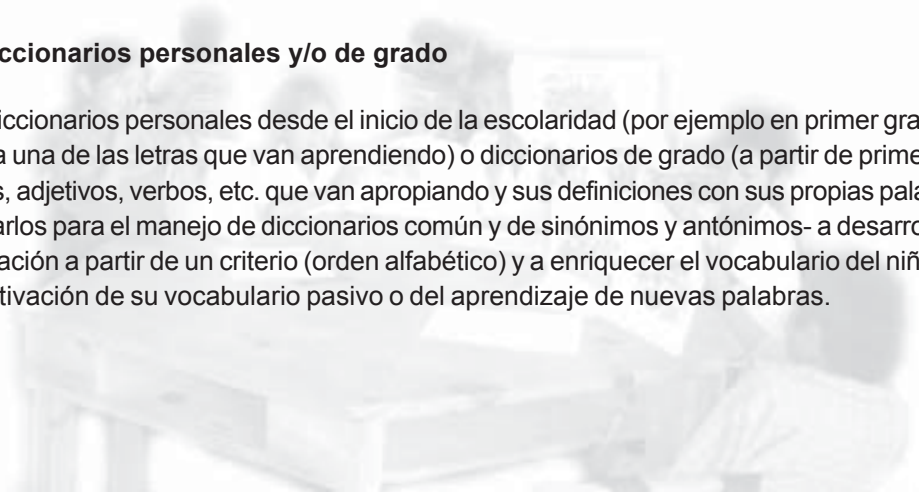 ccionarios personales y/o de grado
iccionarios personales desde el inicio de la escolaridad (por ejemplo en primer gra
a una de las letras que van aprendiendo) o diccionarios de grado (a partir de prime
s, adjetivos, verbos, etc. que van apropiando y sus definiciones con sus propias pala
arlos para el manejo de diccionarios común y de sinónimos y antónimos- a desarro
ación a partir de un criterio (orden alfabético) y a enriquecer el vocabulario del niñ
tivación de su vocabulario pasivo o del aprendizaje de nuevas palabras.